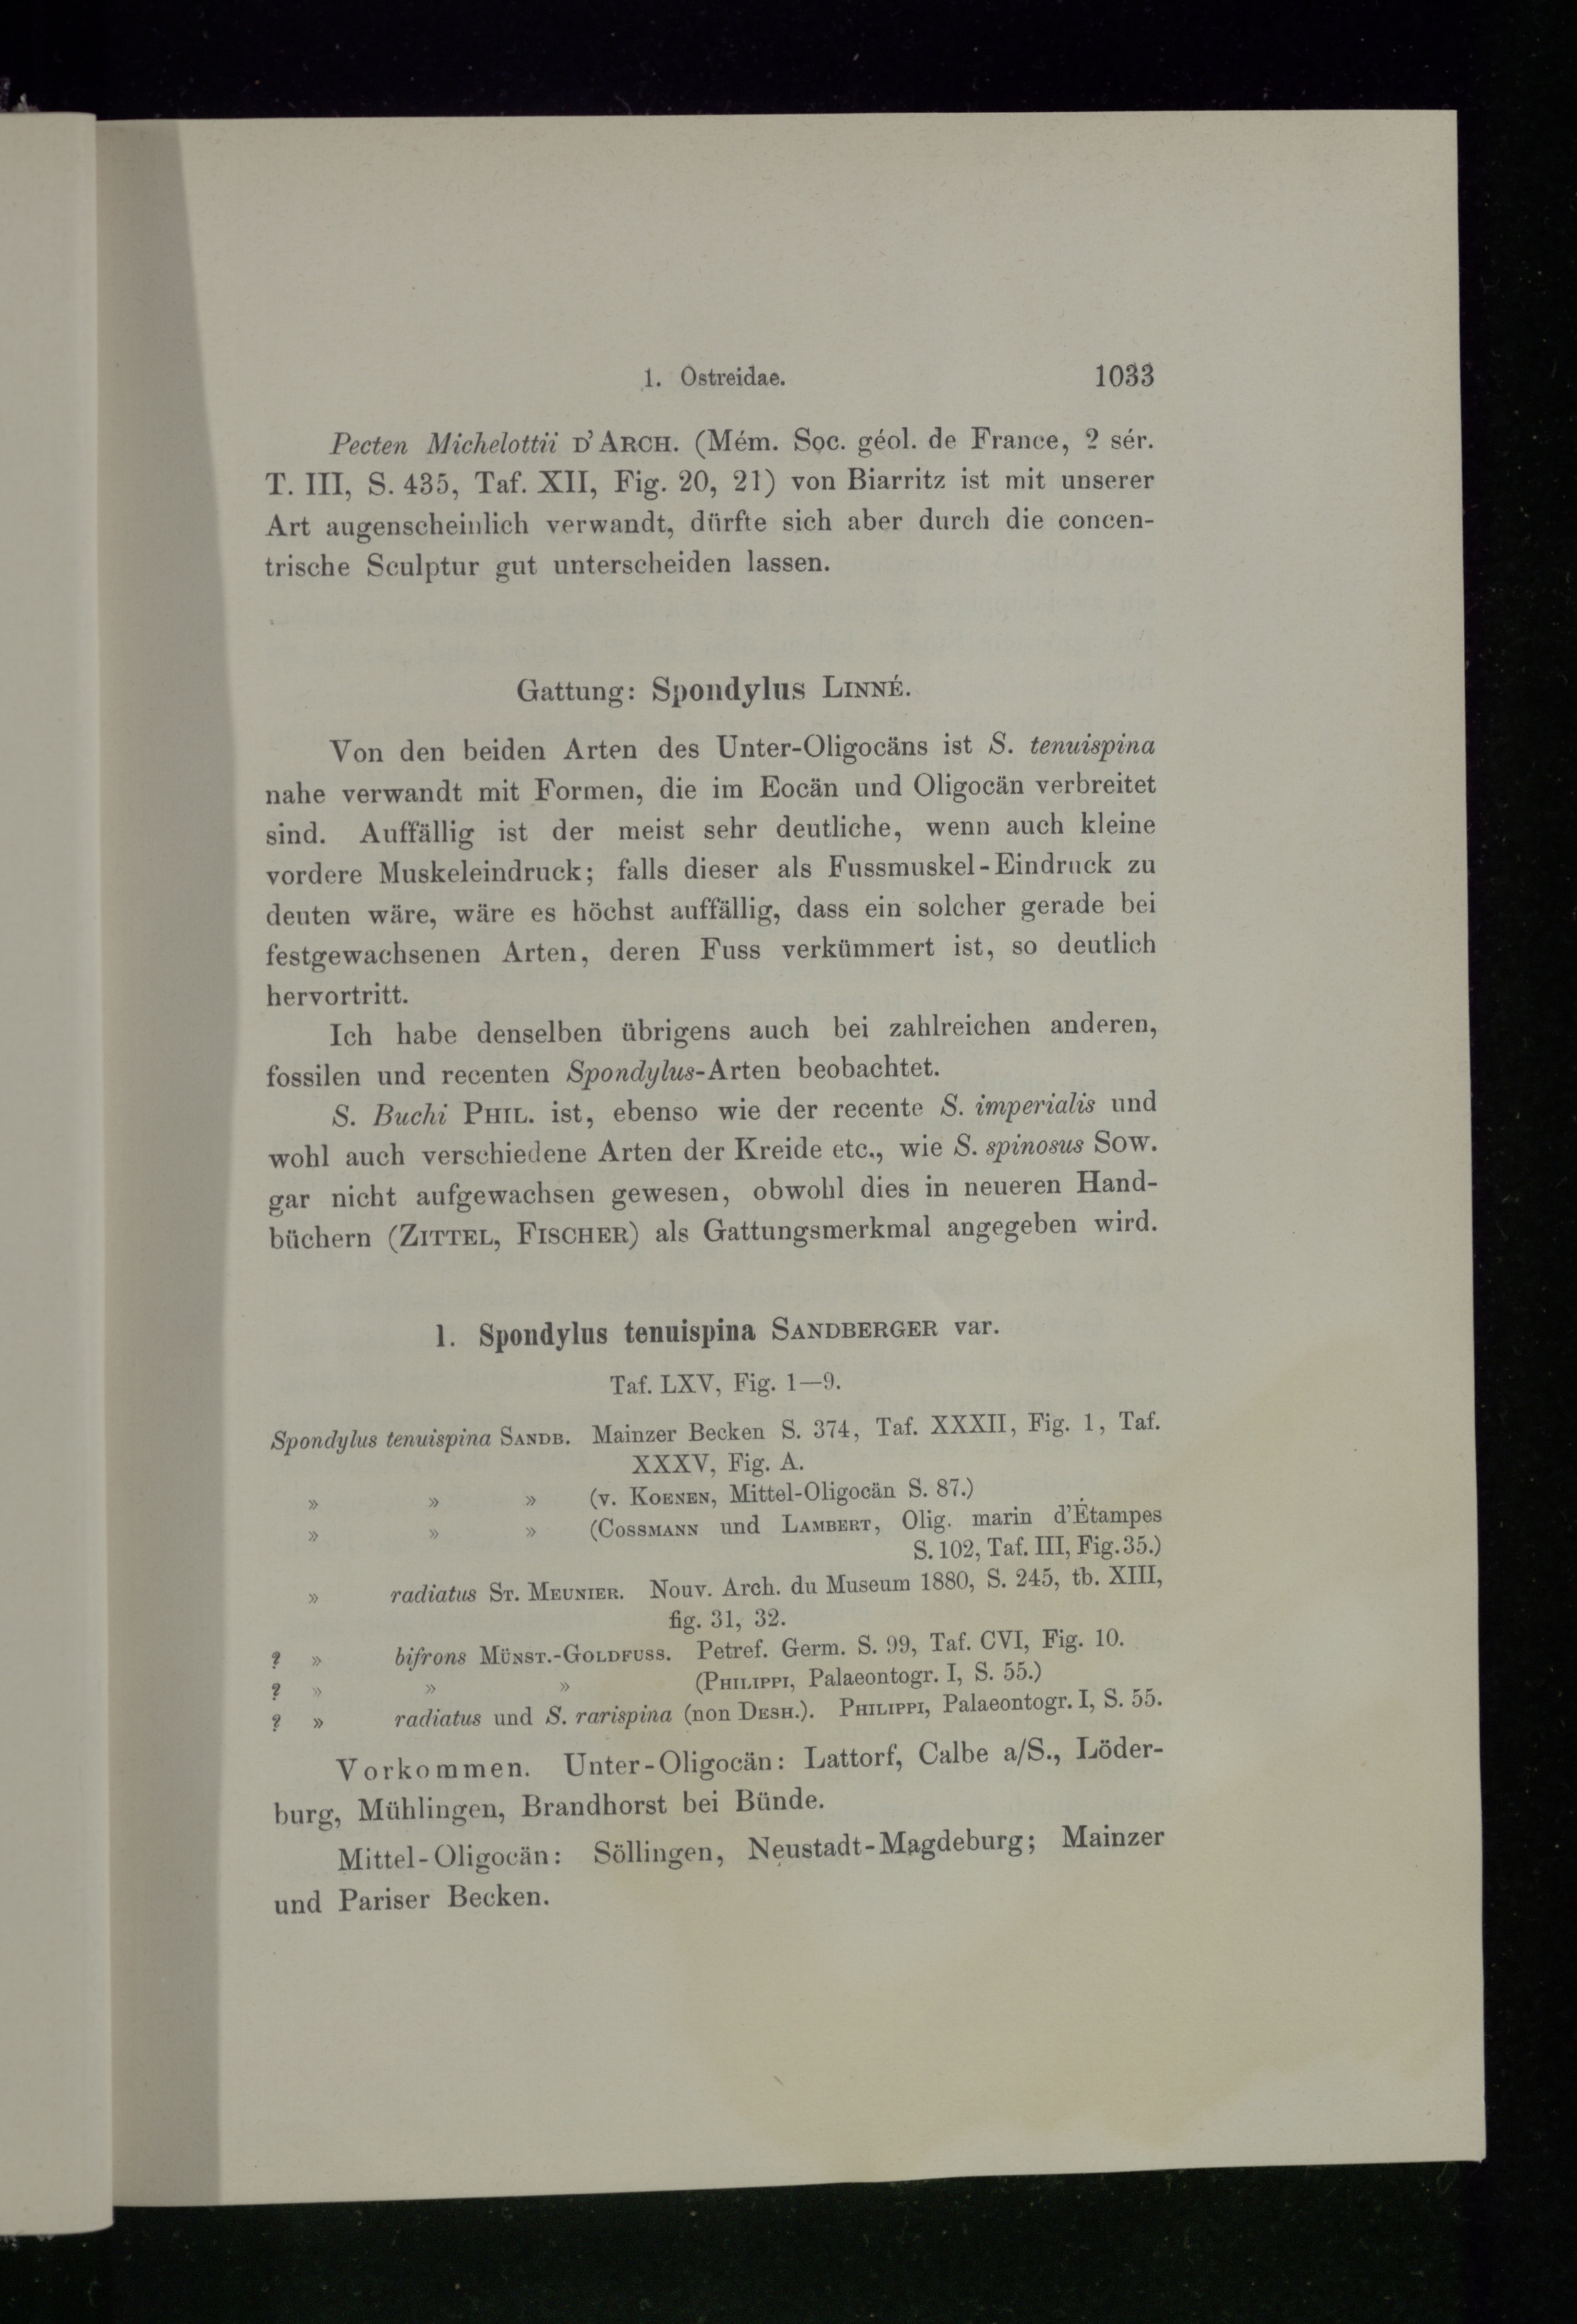 1. Ostreidae. 1033
Pecten Michelottii D'ARCH. (Mém. Soc. géol. de France, 2 sér.
T. III, S. 435, Taf. XII, Fig. 20, 21) von Biarritz ist mit unserer
Art augenscheinlich verwandt, dürfte sich aber durch die concen-
trische Sculptur gut unterscheiden lassen.
Gattung: Spondylus LINNÉ.
Von den beiden Arten des Unter-Oligocäns ist S. tenuispina
nahe verwandt mit Formen, die im Eocän und Oligocän verbreitet
sind. Auffällig ist der meist sehr deutliche, wenn auch kleine
vordere Muskeleindruck; falls dieser als Fussmuskel-Eindruck zu
deuten wäre, wäre es höchst auffällig, dass ein solcher gerade bei
festgewachsenen Arten, deren Fuss verkümmert ist, so deutlich
hervortritt.
Ich habe denselben übrigens auch bei zahlreichen anderen,
fossilen und recenten Spondylus-Arten beobachtet.
S. Buchi PHIL. ist, ebenso wie der recente S. imperialis und
wohl auch verschiedene Arten der Kreide etc., wie S. spinosus SOW.
gar nicht aufgewachsen gewesen, obwohl dies in neueren Hand-
büchern (ZITTEL, FISCHER) als Gattungsmerkmal angegeben wird.
1. Spondylus tenuispina SANDBERGER var.
Taf. LXV, Fig. 1—9.
Spondylus tenuispina SANDB. Mainzer Becken S. 374, Taf. XXXII, Fig. 1, Taf.
XXXV, Fig. A.
» » » (v. KOENEN, Mittel-Oligocän S. 87.)
» » » (COSSMANN und LAMBERT, Olig. marin d'Étampes
S. 102, Taf. III, Fig. 35.)
» radiatus ST. MEUNIER. Nouv. Arch. du Museum 1880, S. 245, tb. XIII,
fig. 31, 32.
? » bifrons MÜNST.-GOLDFUSS. Petref. Germ. S. 99, Taf. CVI, Fig. 10.
? » » » (PHILIPPI, Palaeontogr. I, S. 55.)
? » radiatus und S. rarispina (non DESH.). PHILIPPI, Palaeontogr. I, S. 55.
Vorkommen. Unter-Oligocän: Lattorf, Calbe a/S., Löder-
burg, Mühlingen, Brandhorst bei Bünde.
Mittel-Oligocän: Söllingen, Neustadt-Magdeburg; Mainzer
und Pariser Becken.